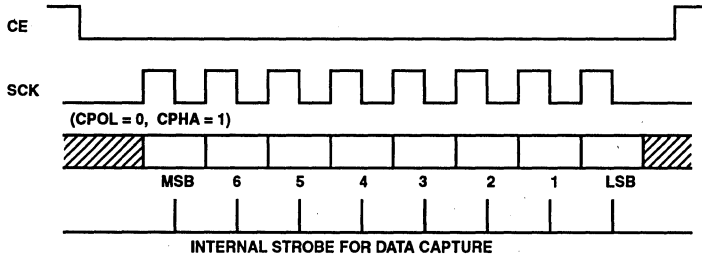 CE
SCK
(CPOL = 0, CPHA = 1)
MSB 6 5 4 3 2 1 LSB
INTERNAL STROBE FOR DATA CAPTURE